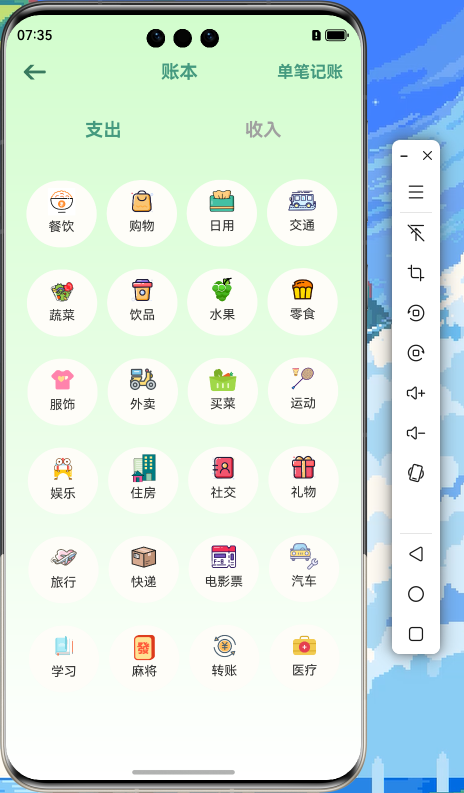 07:35
账本 单笔记账
支出 收入
餐饮 购物 日用 交通
蔬菜 饮品 水果 零食
服饰 外卖 买菜 运动
娱乐 住房 社交 礼物
旅行 快递 电影票 汽车
學习 麻将 转账 医疗
發